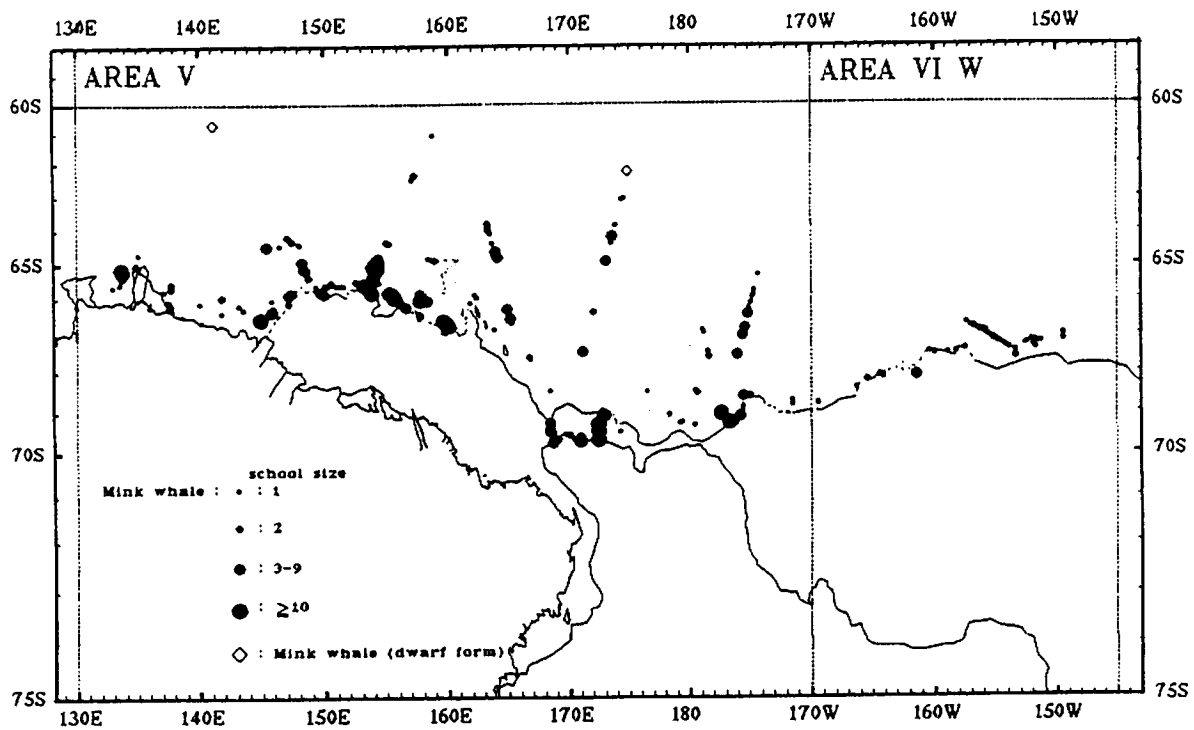 130E 140E 150E 160E 170E 180 170W 160W 150W
AREA V AREA VI W
60S 60S
65S 65S
70S 70S
school size
Mink whale : : 1
: 2
: 3-9
: ≥10
: Mink whale (dwarf form)
75S 75S
130E 140E 150E 160E 170E 180 170W 160W 150W